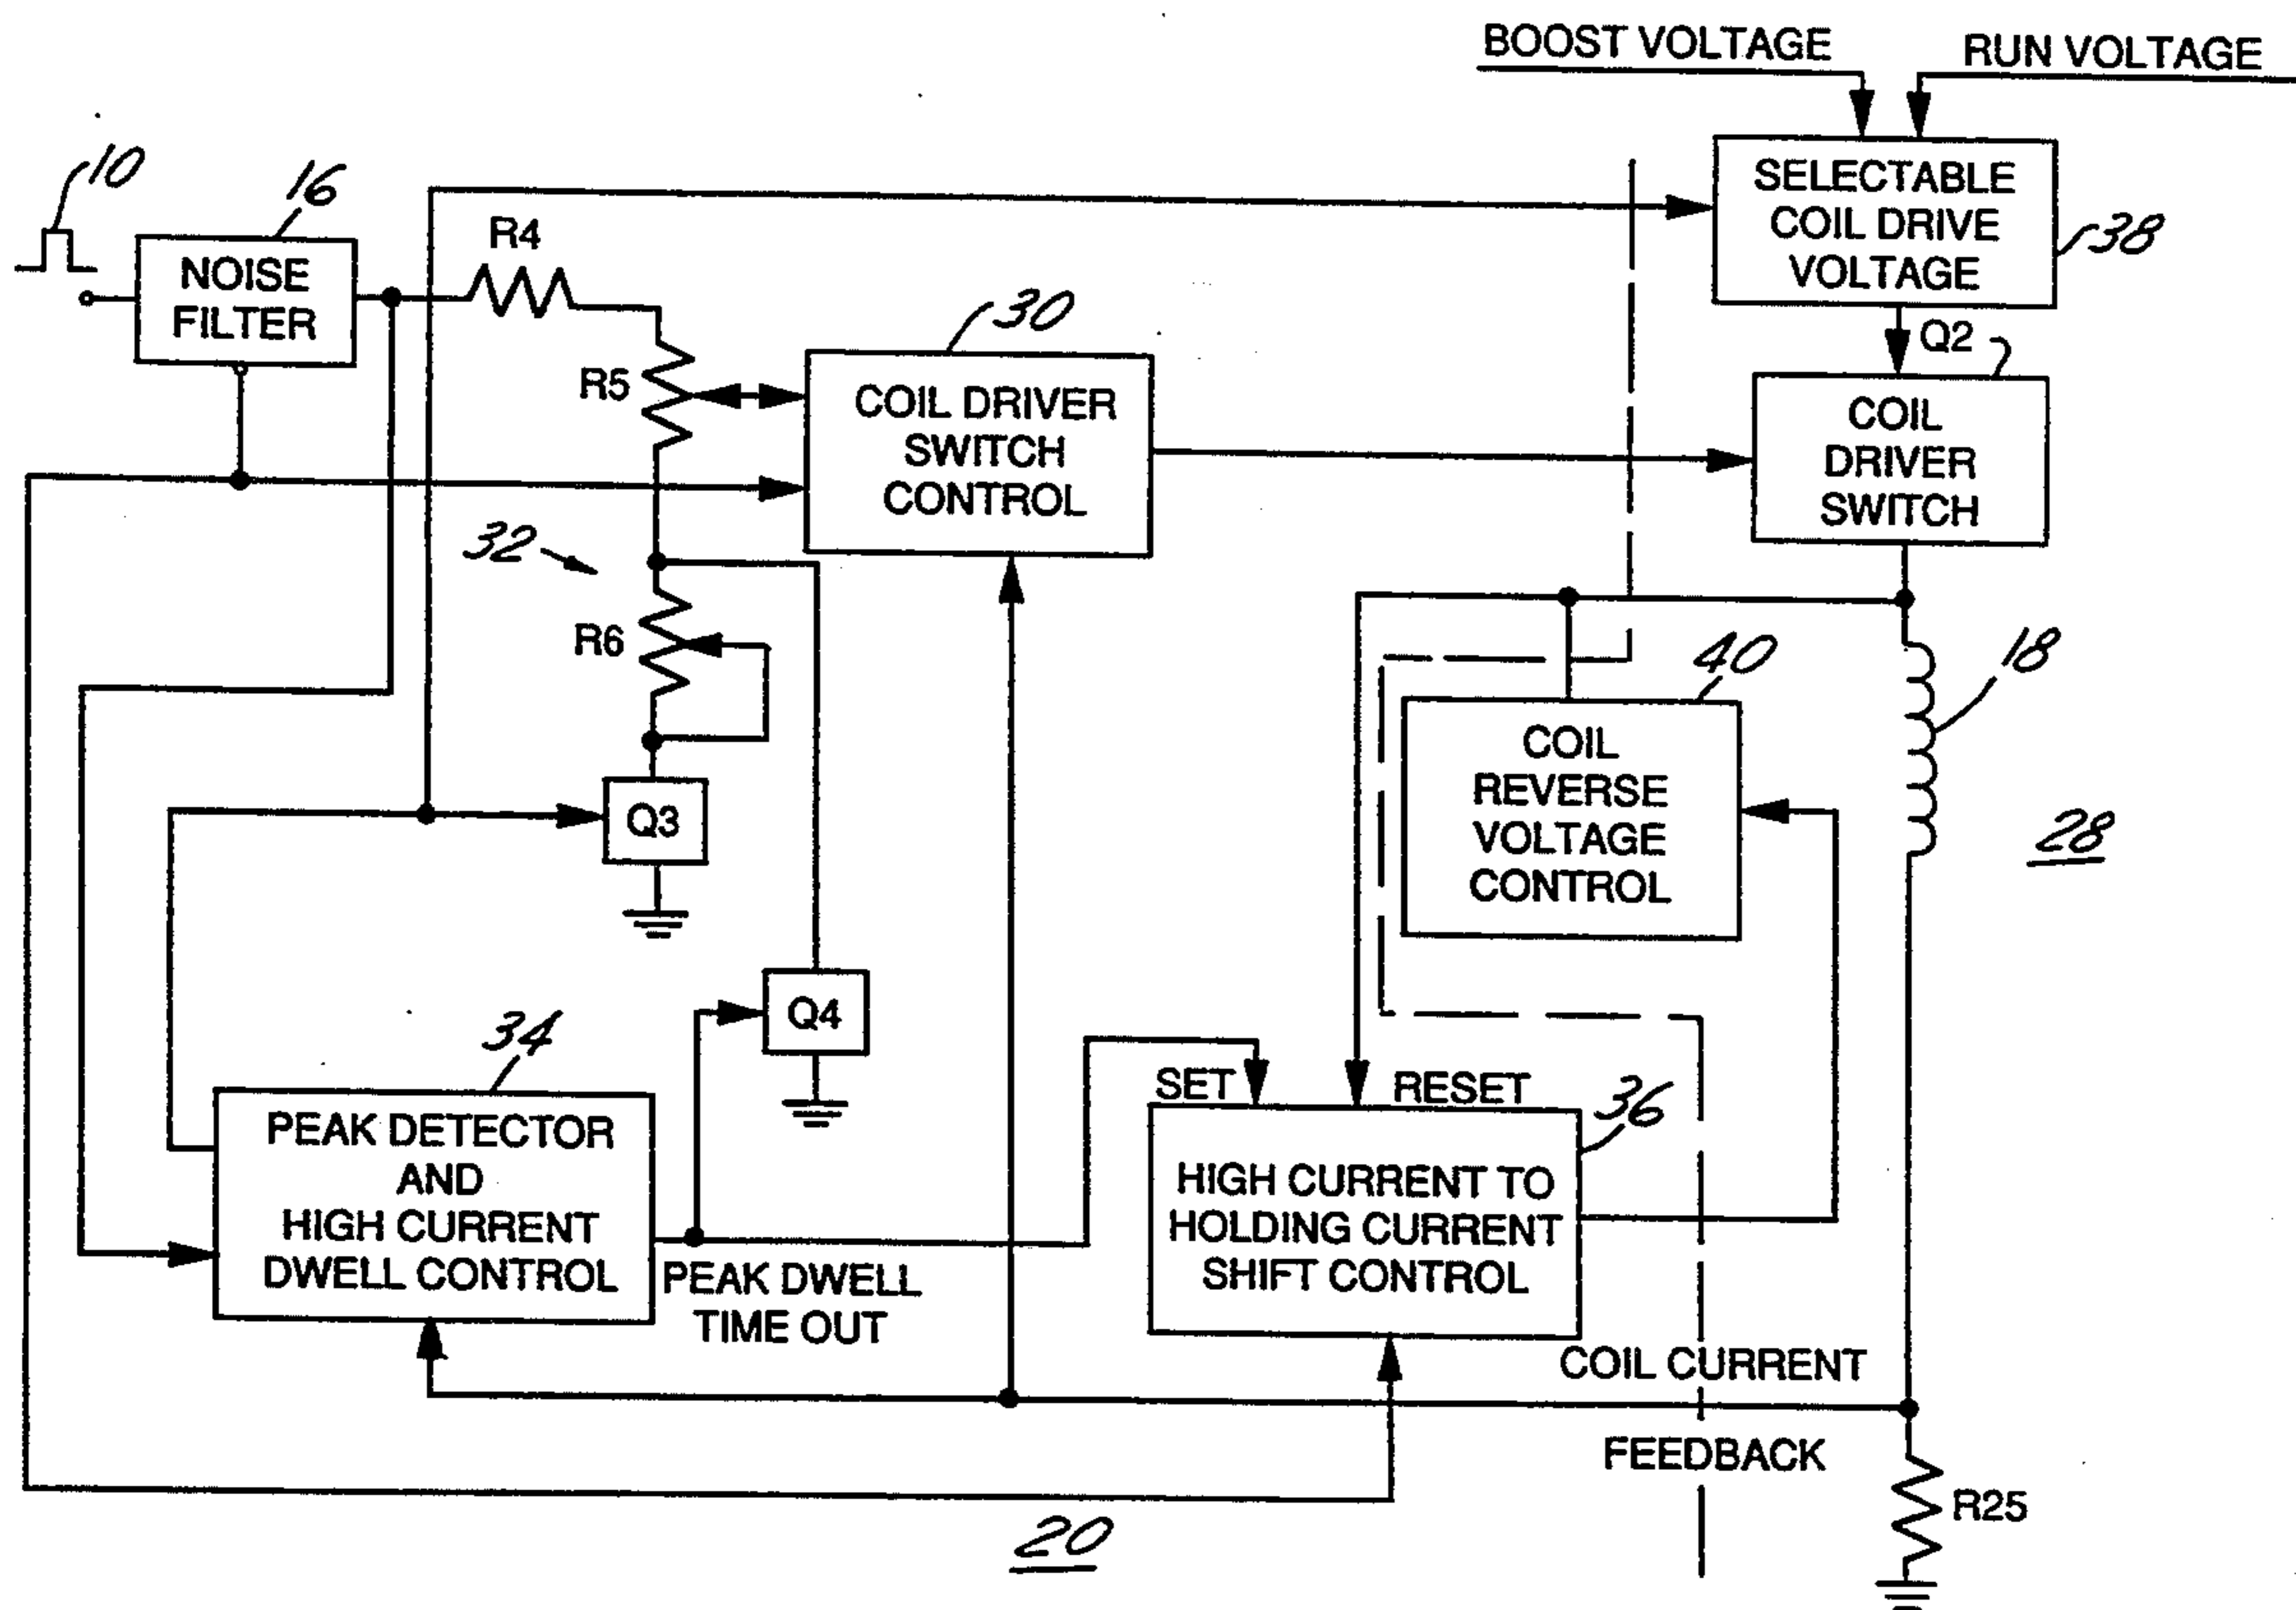 BOOST VOLTAGE
RUN VOLTAGE
10
16
NOISE
FILTER
R4
SELECTABLE
COIL DRIVE
VOLTAGE
38
Q2
30
R5
COIL DRIVER
SWITCH
CONTROL
COIL
DRIVER
SWITCH
32
R6
40
18
COIL
REVERSE
VOLTAGE
CONTROL
28
Q3
Q4
34
PEAK DETECTOR
AND
HIGH CURRENT
DWELL CONTROL
PEAK DWELL
TIME OUT
SET
RESET
36
HIGH CURRENT TO
HOLDING CURRENT
SHIFT CONTROL
COIL CURRENT
FEEDBACK
R25
20